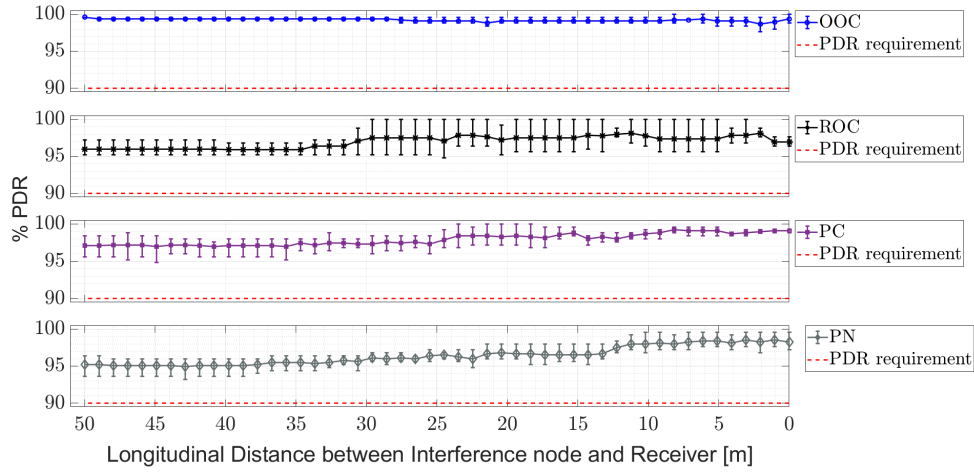 100
95
90
OOC
PDR requirement
100
95
90
ROC
PDR requirement
% PDR
100
95
90
PC
PDR requirement
100
95
90
PN
PDR requirement
50 45 40 35 30 25 20 15 10 5 0
Longitudinal Distance between Interference node and Receiver [m]